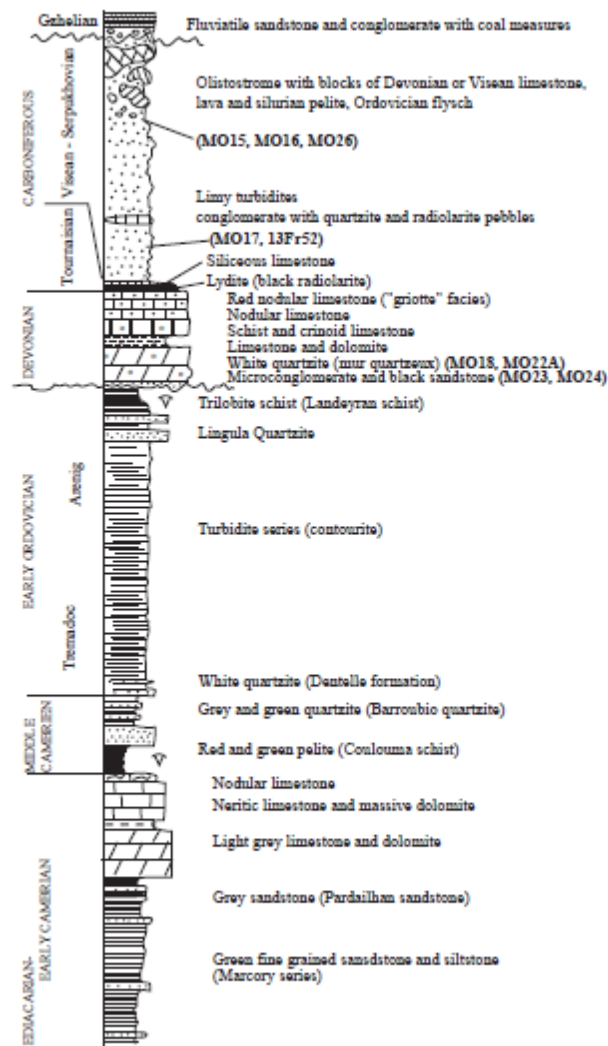 Gzhelian
Fluviatile sandstone and conglomerate with coal measures
CARBONIFEROUS
Visean - Serpukhovian
Olistostrome with blocks of Devonian or Visean limestone,
lava and silurian pelite, Ordovician flysch
(MO15, MO16, MO26)
Tournaisian
Limy turbidites
conglomerate with quartzite and radiolarite pebbles
(MO17, 13Fr52)
Siliceous limestone
Lydite (black radiolarite)
DEVONIAN
Red nodular limestone ("griotte" facies)
Nodular limestone
Schist and crinoid limestone
Limestone and dolomite
White quartzite (mur quartzeux) (MO18, MO22A)
Microconglomerate and black sandstone (MO23, MO24)
EARLY ORDOVICIAN
Trilobite schist (Landeyran schist)
Lingula Quartzite
Arenig
Turbidite series (contourite)
Tremadoc
White quartzite (Dentelle formation)
MIDDLE
CAMBRIEN
Grey and green quartzite (Barroubio quartzite)
Red and green pelite (Coulouma schist)
EDIACARIAN-
EARLY CAMBRIAN
Nodular limestone
Neritic limestone and massive dolomite
Light grey limestone and dolomite
Grey sandstone (Pardailhan sandstone)
Green fine grained sansdstone and siltstone
(Marcory series)